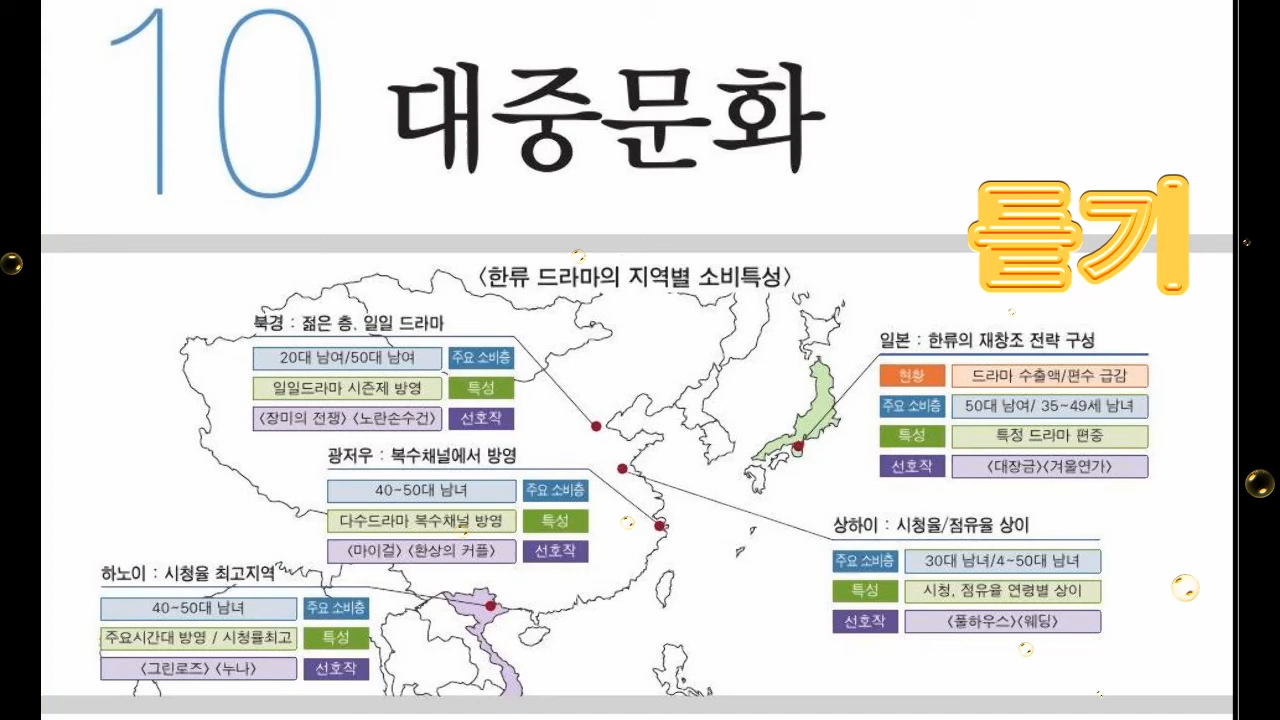 10 대중문화
듣기
〈한류 드라마의 지역별 소비특성〉
북경 : 젊은 층, 일일 드라마
20대 남여/50대 남여 주요 소비층
일일드라마 시즌제 방영 특성
〈장미의 전쟁〉 〈노란손수건〉 선호작
광저우 : 복수채널에서 방영
40~50대 남녀 주요 소비층
다수드라마 복수채널 방영 특성
〈마이걸〉 〈환상의 커플〉 선호작
하노이 : 시청율 최고지역
40~50대 남녀 주요 소비층
주요시간대 방영 / 시청률최고 특성
〈그린로즈〉 〈누나〉 선호작
일본 : 한류의 재창조 전략 구성
현황 드라마 수출액/편수 급감
주요 소비층 50대 남여/ 35~49세 남녀
특성 특정 드라마 편중
선호작 〈대장금〉〈겨울연가〉
상하이 : 시청율/점유율 상이
주요 소비층 30대 남녀/4~50대 남녀
특성 시청, 점유율 연령별 상이
선호작 〈풀하우스〉〈웨딩〉